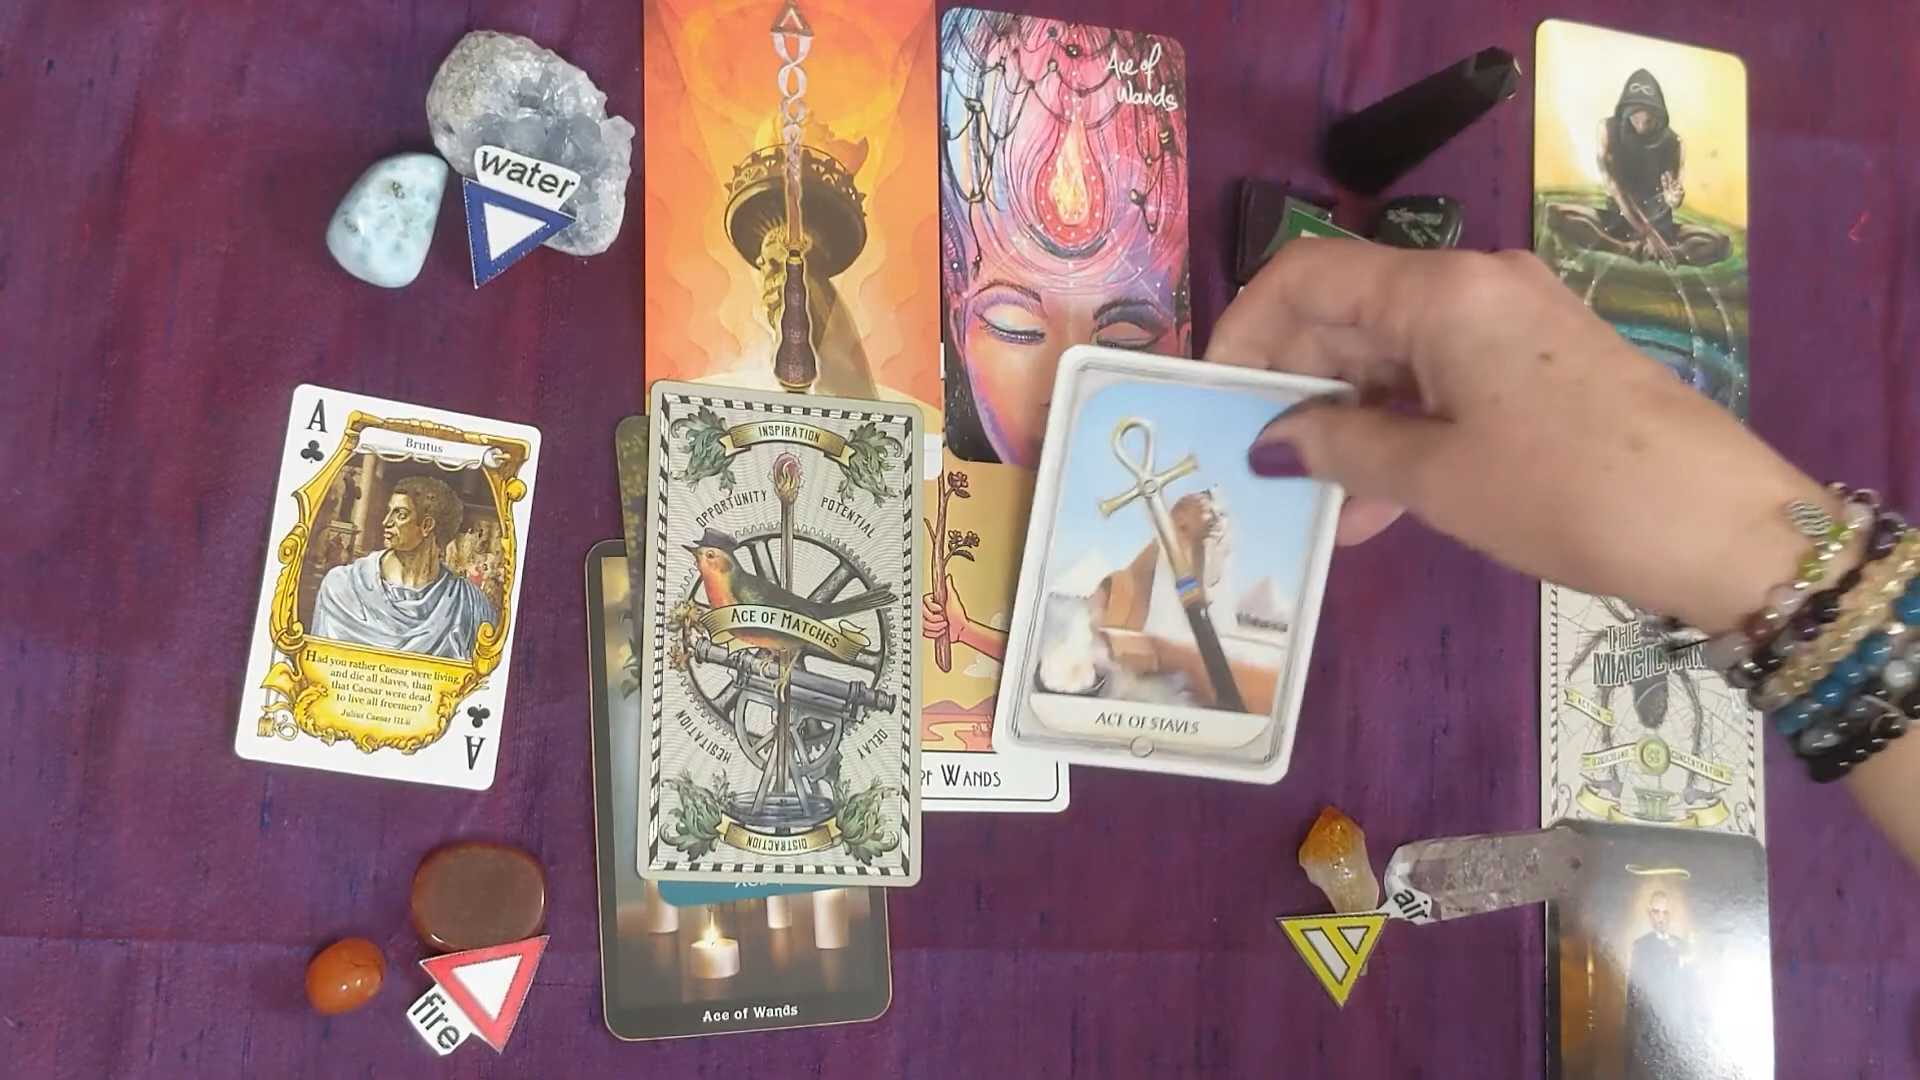 water
Ace of
Wands
A
Brutus
Had you rather Caesar were living,
and die all slaves, than
that Caesar were dead,
to live all freemen?
Julius Caesar III.ii
A
INSPIRATION
OPPORTUNITY
POTENTIAL
ACE OF MATCHES
HESITATION
DELAY
DISTRACTION
OF WANDS
ACE OF STAVES
THE
MAGICIAN
ACTION
CONCENTRATION
air
fire
Ace of Wands